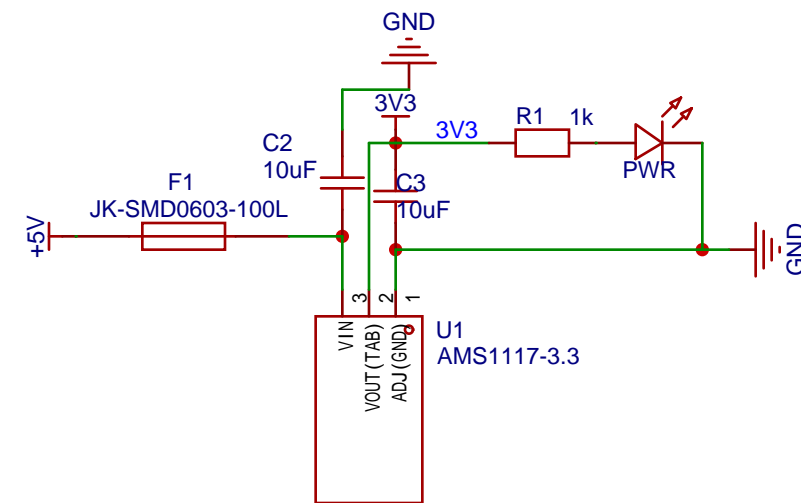 GND
3V3
3V3
R1
1k
C2
10uF
PWR
F1
JK-SMD0603-100L
C3
10uF
+5V
GND
3
2
1
VIN
VOUT(TAB)
ADJ(GND)
U1
AMS1117-3.3